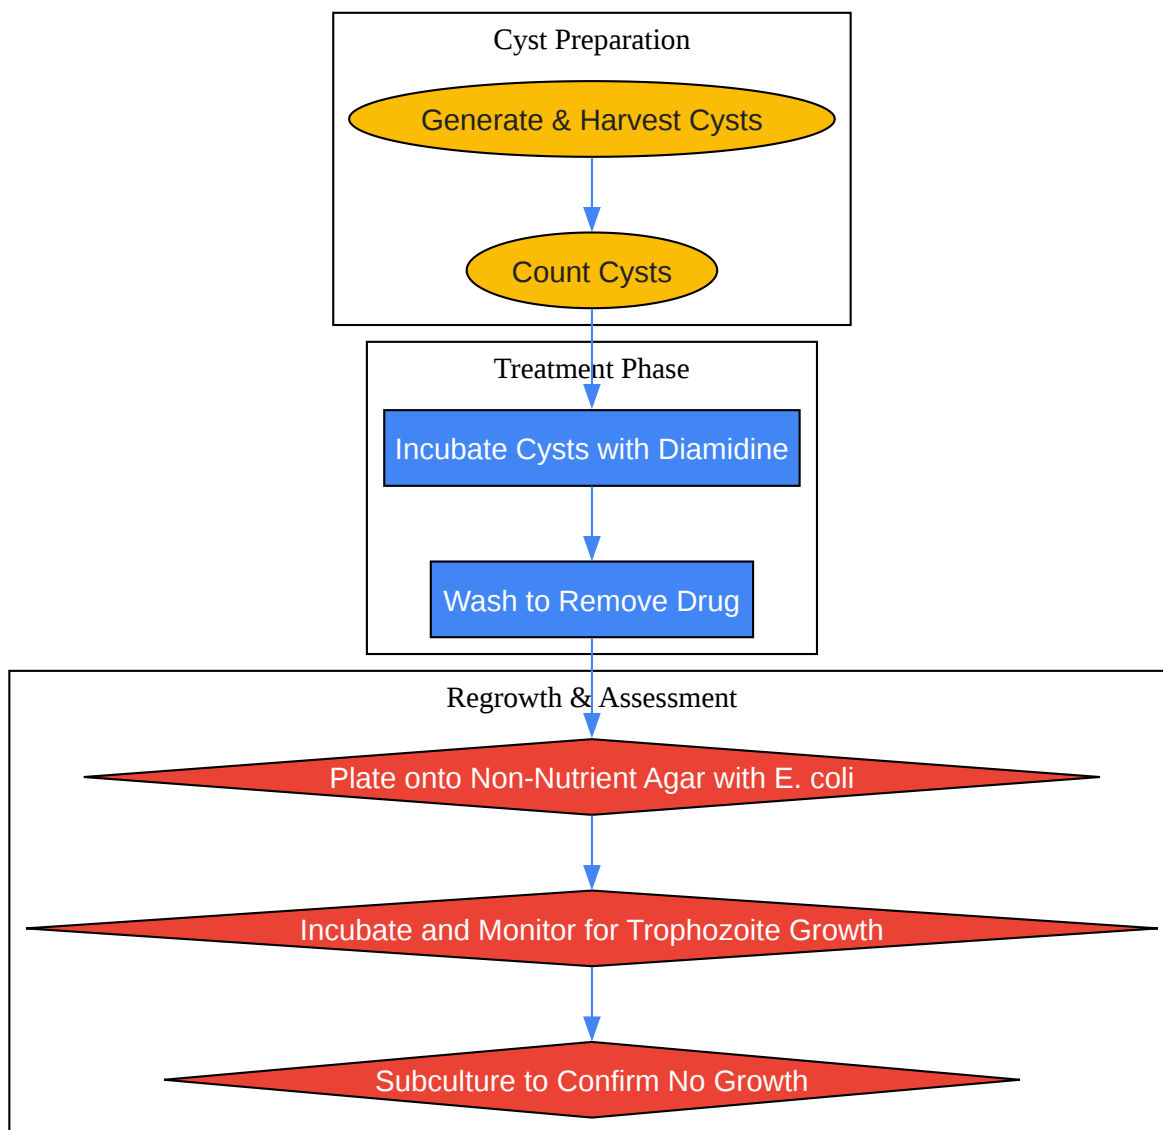 Cyst Preparation
Generate & Harvest Cysts
Count Cysts
Treatment Phase
Incubate Cysts with Diamidine
Wash to Remove Drug
Regrowth & Assessment
Plate onto Non-Nutrient Agar with E. coli
Incubate and Monitor for Trophozoite Growth
Subculture to Confirm No Growth